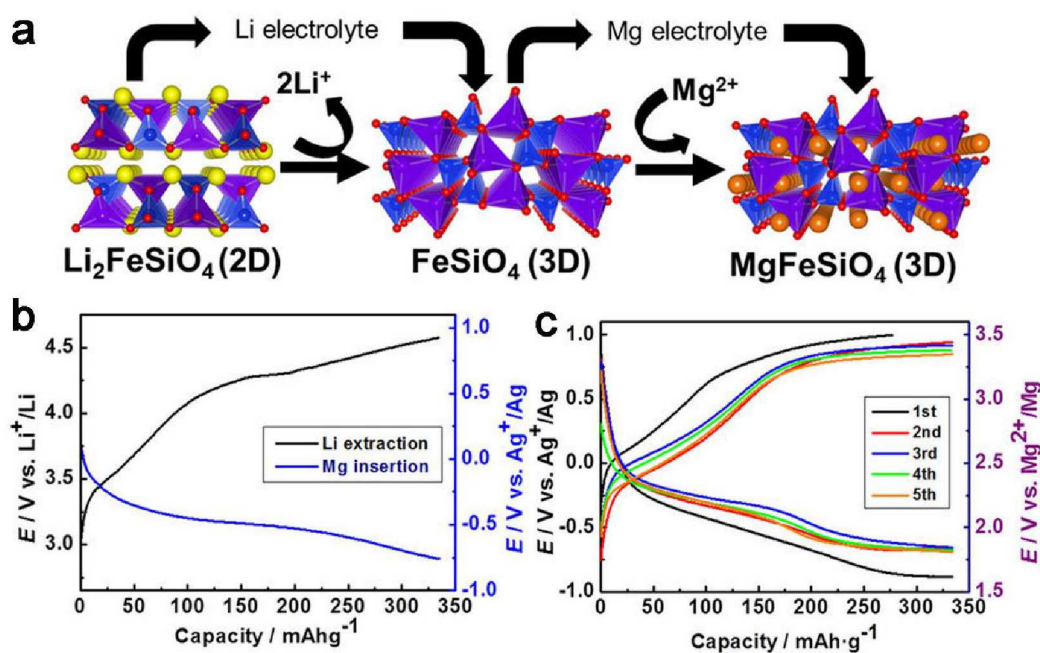 a
Li electrolyte
Mg electrolyte
2Li⁺
Mg²⁺
Li₂FeSiO₄ (2D)
FeSiO₄ (3D)
MgFeSiO₄ (3D)
b
E / V vs. Li⁺/Li
4.5
4.0
3.5
3.0
Li extraction
Mg insertion
1.0
0.5
0.0
-0.5
-1.0
E / V vs. Ag⁺/Ag
0 50 100 150 200 250 300 350
Capacity / mAhg⁻¹
c
E / V vs. Ag⁺/Ag
1.0
0.5
0.0
-0.5
-1.0
1st
2nd
3rd
4th
5th
3.5
3.0
2.5
2.0
1.5
E / V vs. Mg²⁺/Mg
0 50 100 150 200 250 300 350
Capacity / mAh·g⁻¹